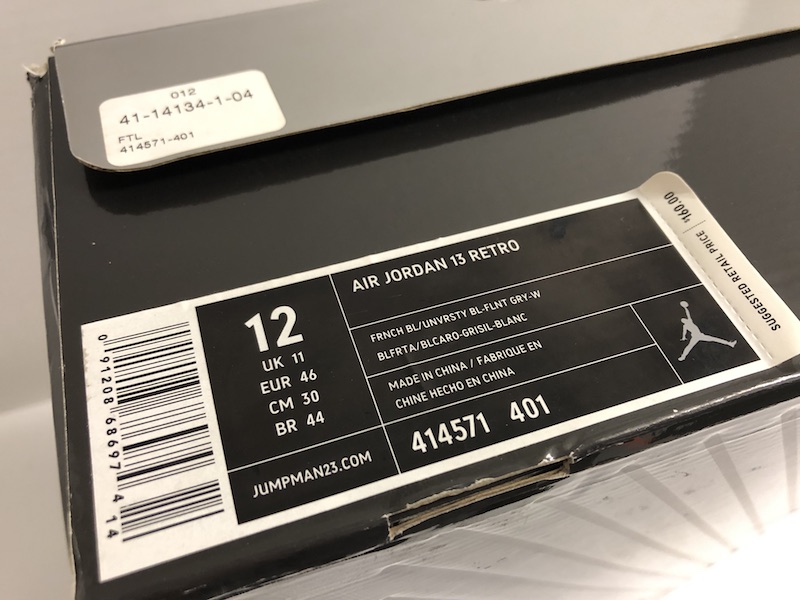 012
41-14134-1-04
FTL
414571-401
SUGGESTED RETAIL PRICE | $160.00
AIR JORDAN 13 RETRO
12
UK 11
EUR 46
CM 30
BR 44
FRNCH BL/UNVRSTY BL-FLNT GRY-W
BLFRTA/BLCARO-GRISIL-BLANC
MADE IN CHINA / FABRIQUE EN
CHINE HECHO EN CHINA
JUMPMAN23.COM
414571 401
0 91208 68697 4 14